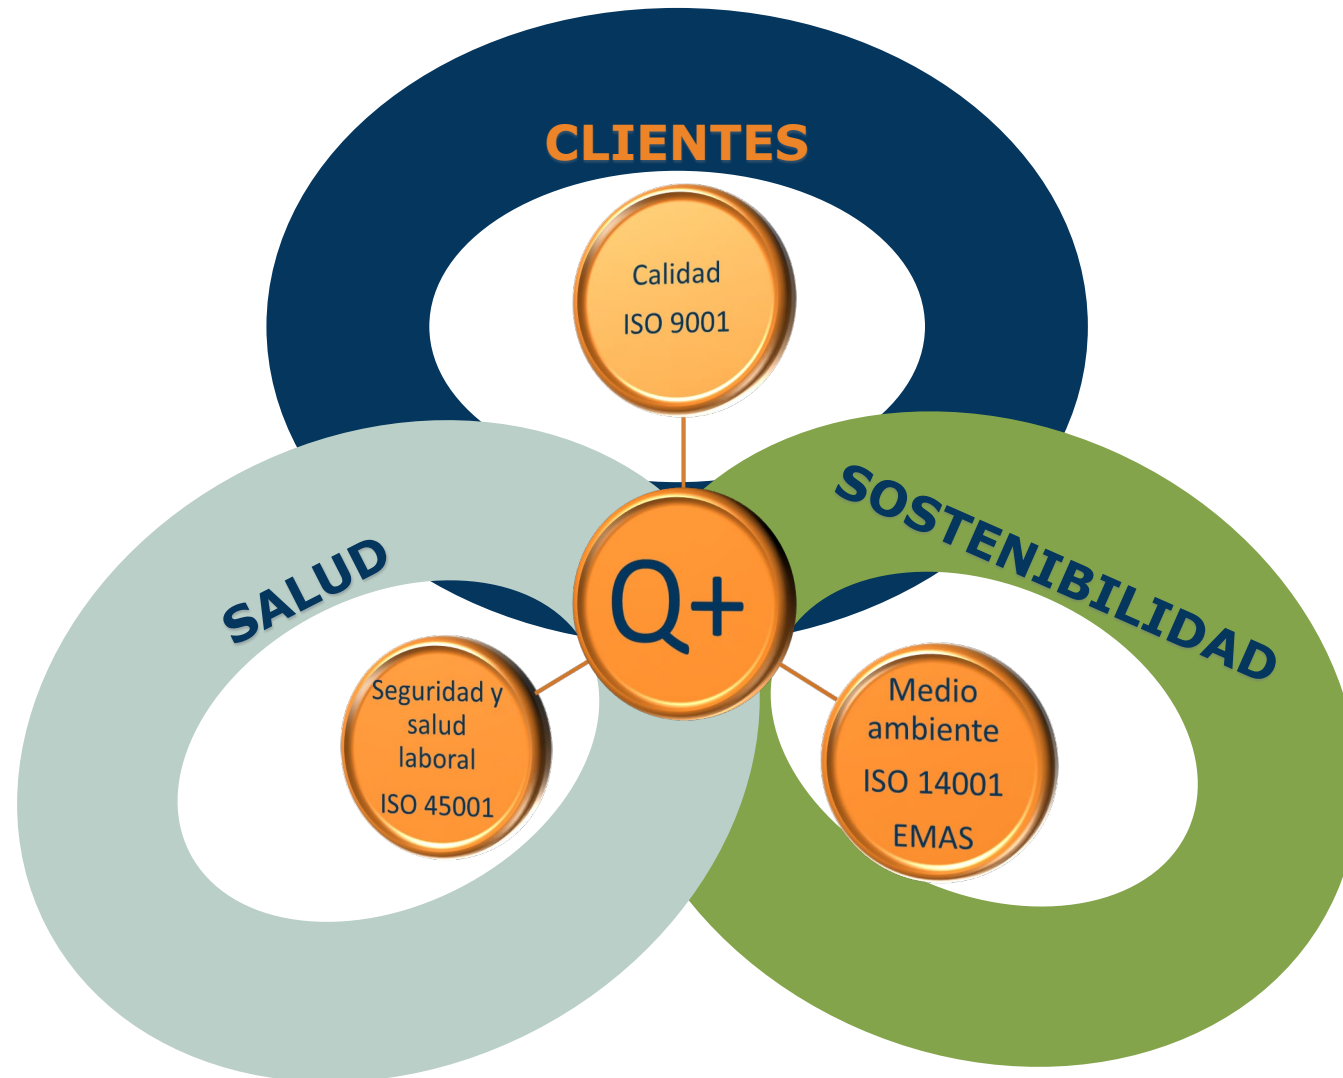 CLIENTES
Calidad
ISO 9001
SALUD
SOSTENIBILIDAD
Q+
Seguridad y
salud
laboral
ISO 45001
Medio
ambiente
ISO 14001
EMAS